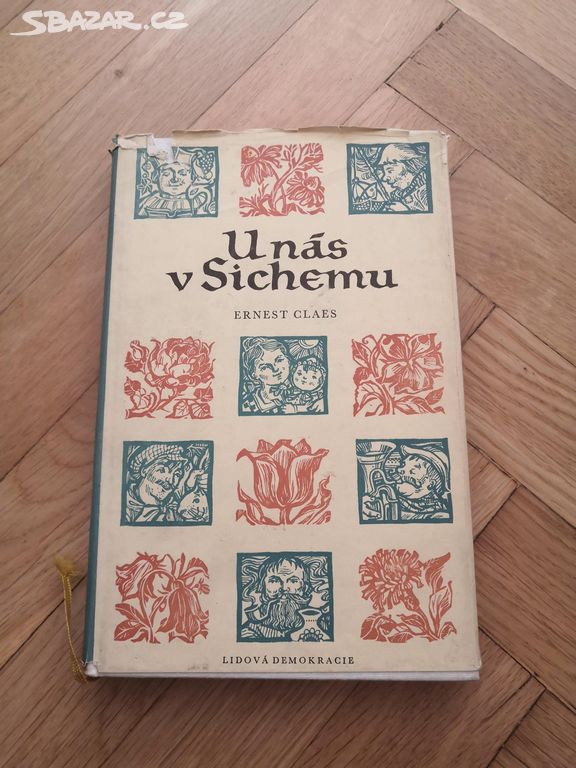 SBAZAR.CZ
U nás
v Sichemu
ERNEST CLAES
LIDOVÁ DEMOKRACIE